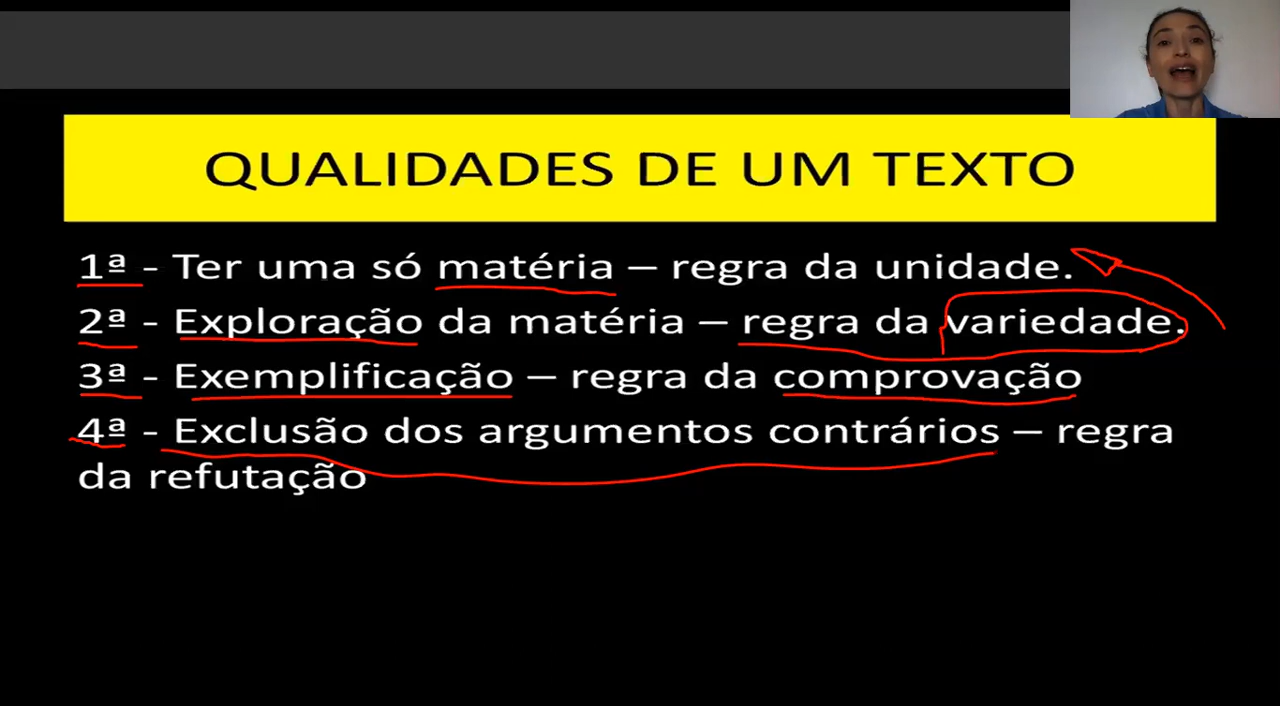 QUALIDADES DE UM TEXTO
1ª - Ter uma só matéria – regra da unidade.
2ª - Exploração da matéria – regra da variedade.
3ª - Exemplificação – regra da comprovação
4ª - Exclusão dos argumentos contrários – regra
da refutação